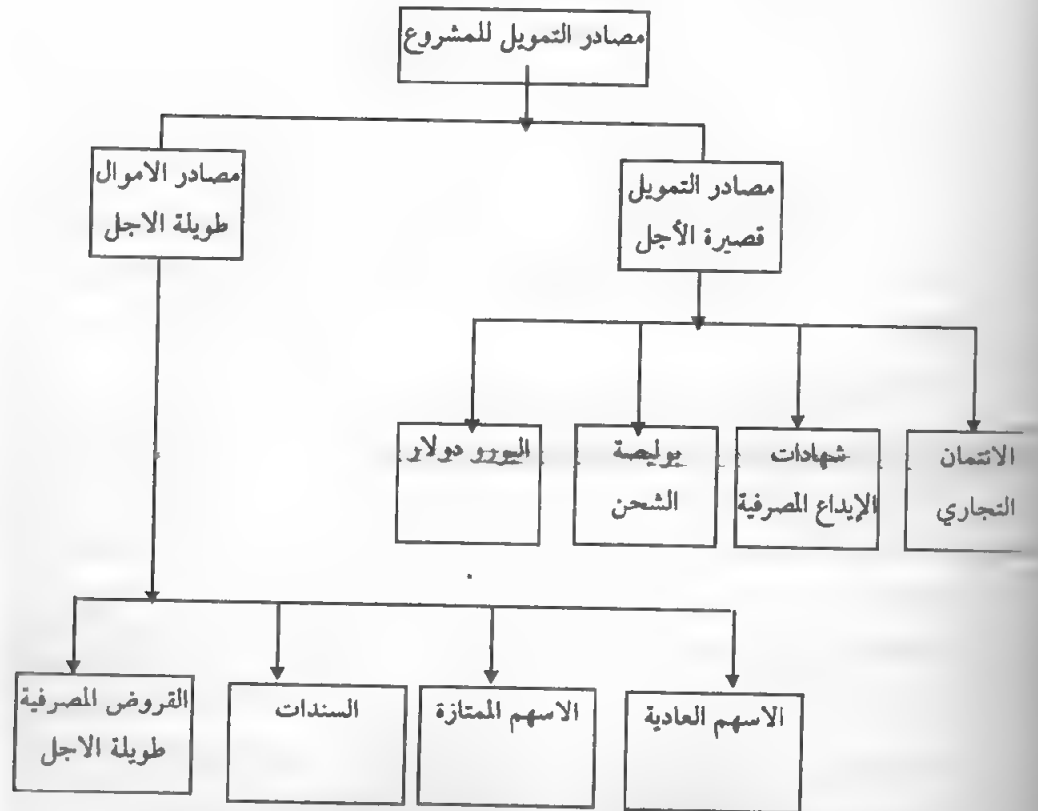 مصادر التمويل للمشروع
مصادر التمويل
قصيرة الأجل
مصادر الاموال
طويلة الاجل
الائتمان
التجاري
شهادات
الإيداع المصرفية
بوليصة
الشحن
اليورو دولار
الاسهم العادية
الاسهم الممتازة
السندات
القروض المصرفية
طويلة الاجل